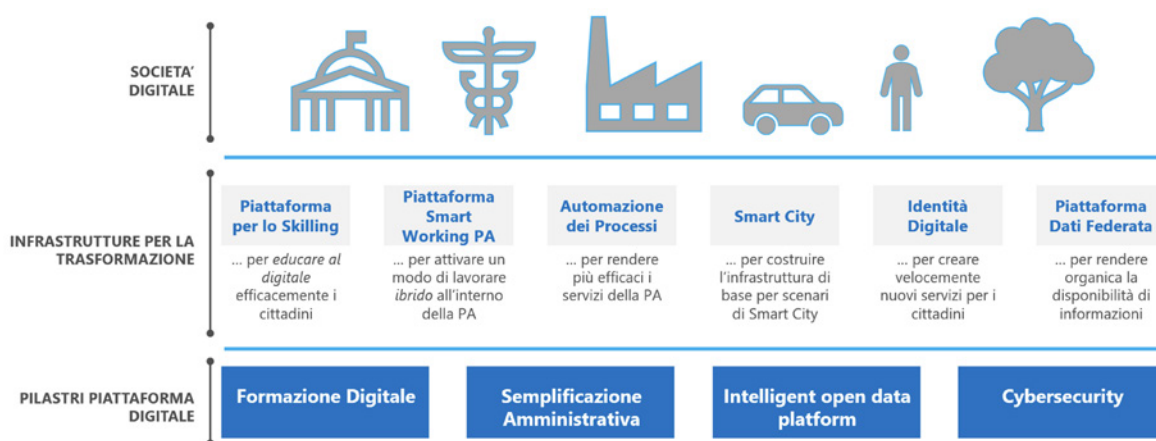 SOCIETA'
DIGITALE
INFRASTRUTTURE PER LA
TRASFORMAZIONE
Piattaforma
per lo Skilling
... per educare al
digitale
efficacemente i
cittadini
Piattaforma
Smart
Working PA
... per attivare un
modo di lavorare
ibrido all'interno
della PA
Automazione
dei Processi
... per rendere
più efficaci i
servizi della PA
Smart City
... per costruire
l'infrastruttura di
base per scenari
di Smart City
Identità
Digitale
... per creare
velocemente
nuovi servizi per i
cittadini
Piattaforma
Dati Federata
... per rendere
organica la
disponibilità di
informazioni
PILASTRI PIATTAFORMA
DIGITALE
Formazione Digitale
Semplificazione
Amministrativa
Intelligent open data
platform
Cybersecurity